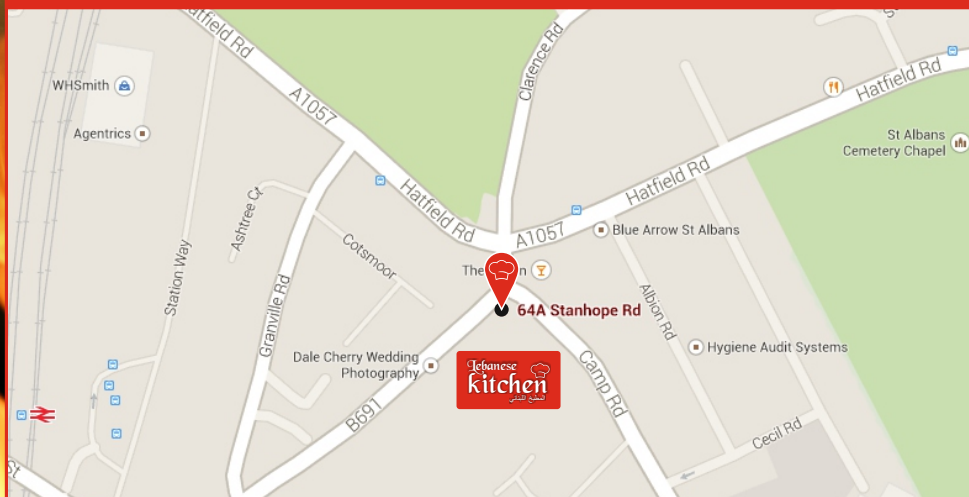 Hatfield Rd
Clarence Rd
WHSmith
A1057
Hatfield Rd
Agentrics
St Albans
Cemetery Chapel
Hatfield Rd
Hatfield Rd
Ashtree Ct
A1057
Blue Arrow St Albans
Cotsmoor
Station Way
The
64A Stanhope Rd
Albion Rd
Granville Rd
Hygiene Audit Systems
Dale Cherry Wedding
Photography
Lebanese
kitchen
المطبخ اللبناني
Camp Rd
B691
Cecil Rd
St